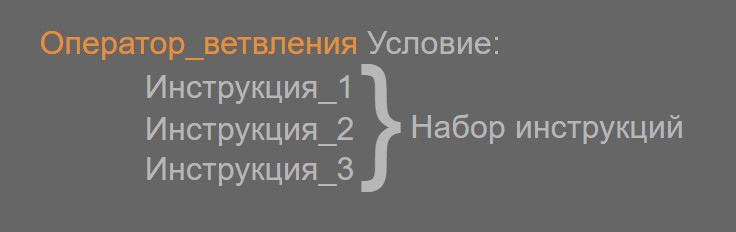 Оператор_ветвления Условие:
Инструкция_1
Инструкция_2
Инструкция_3
Набор инструкций